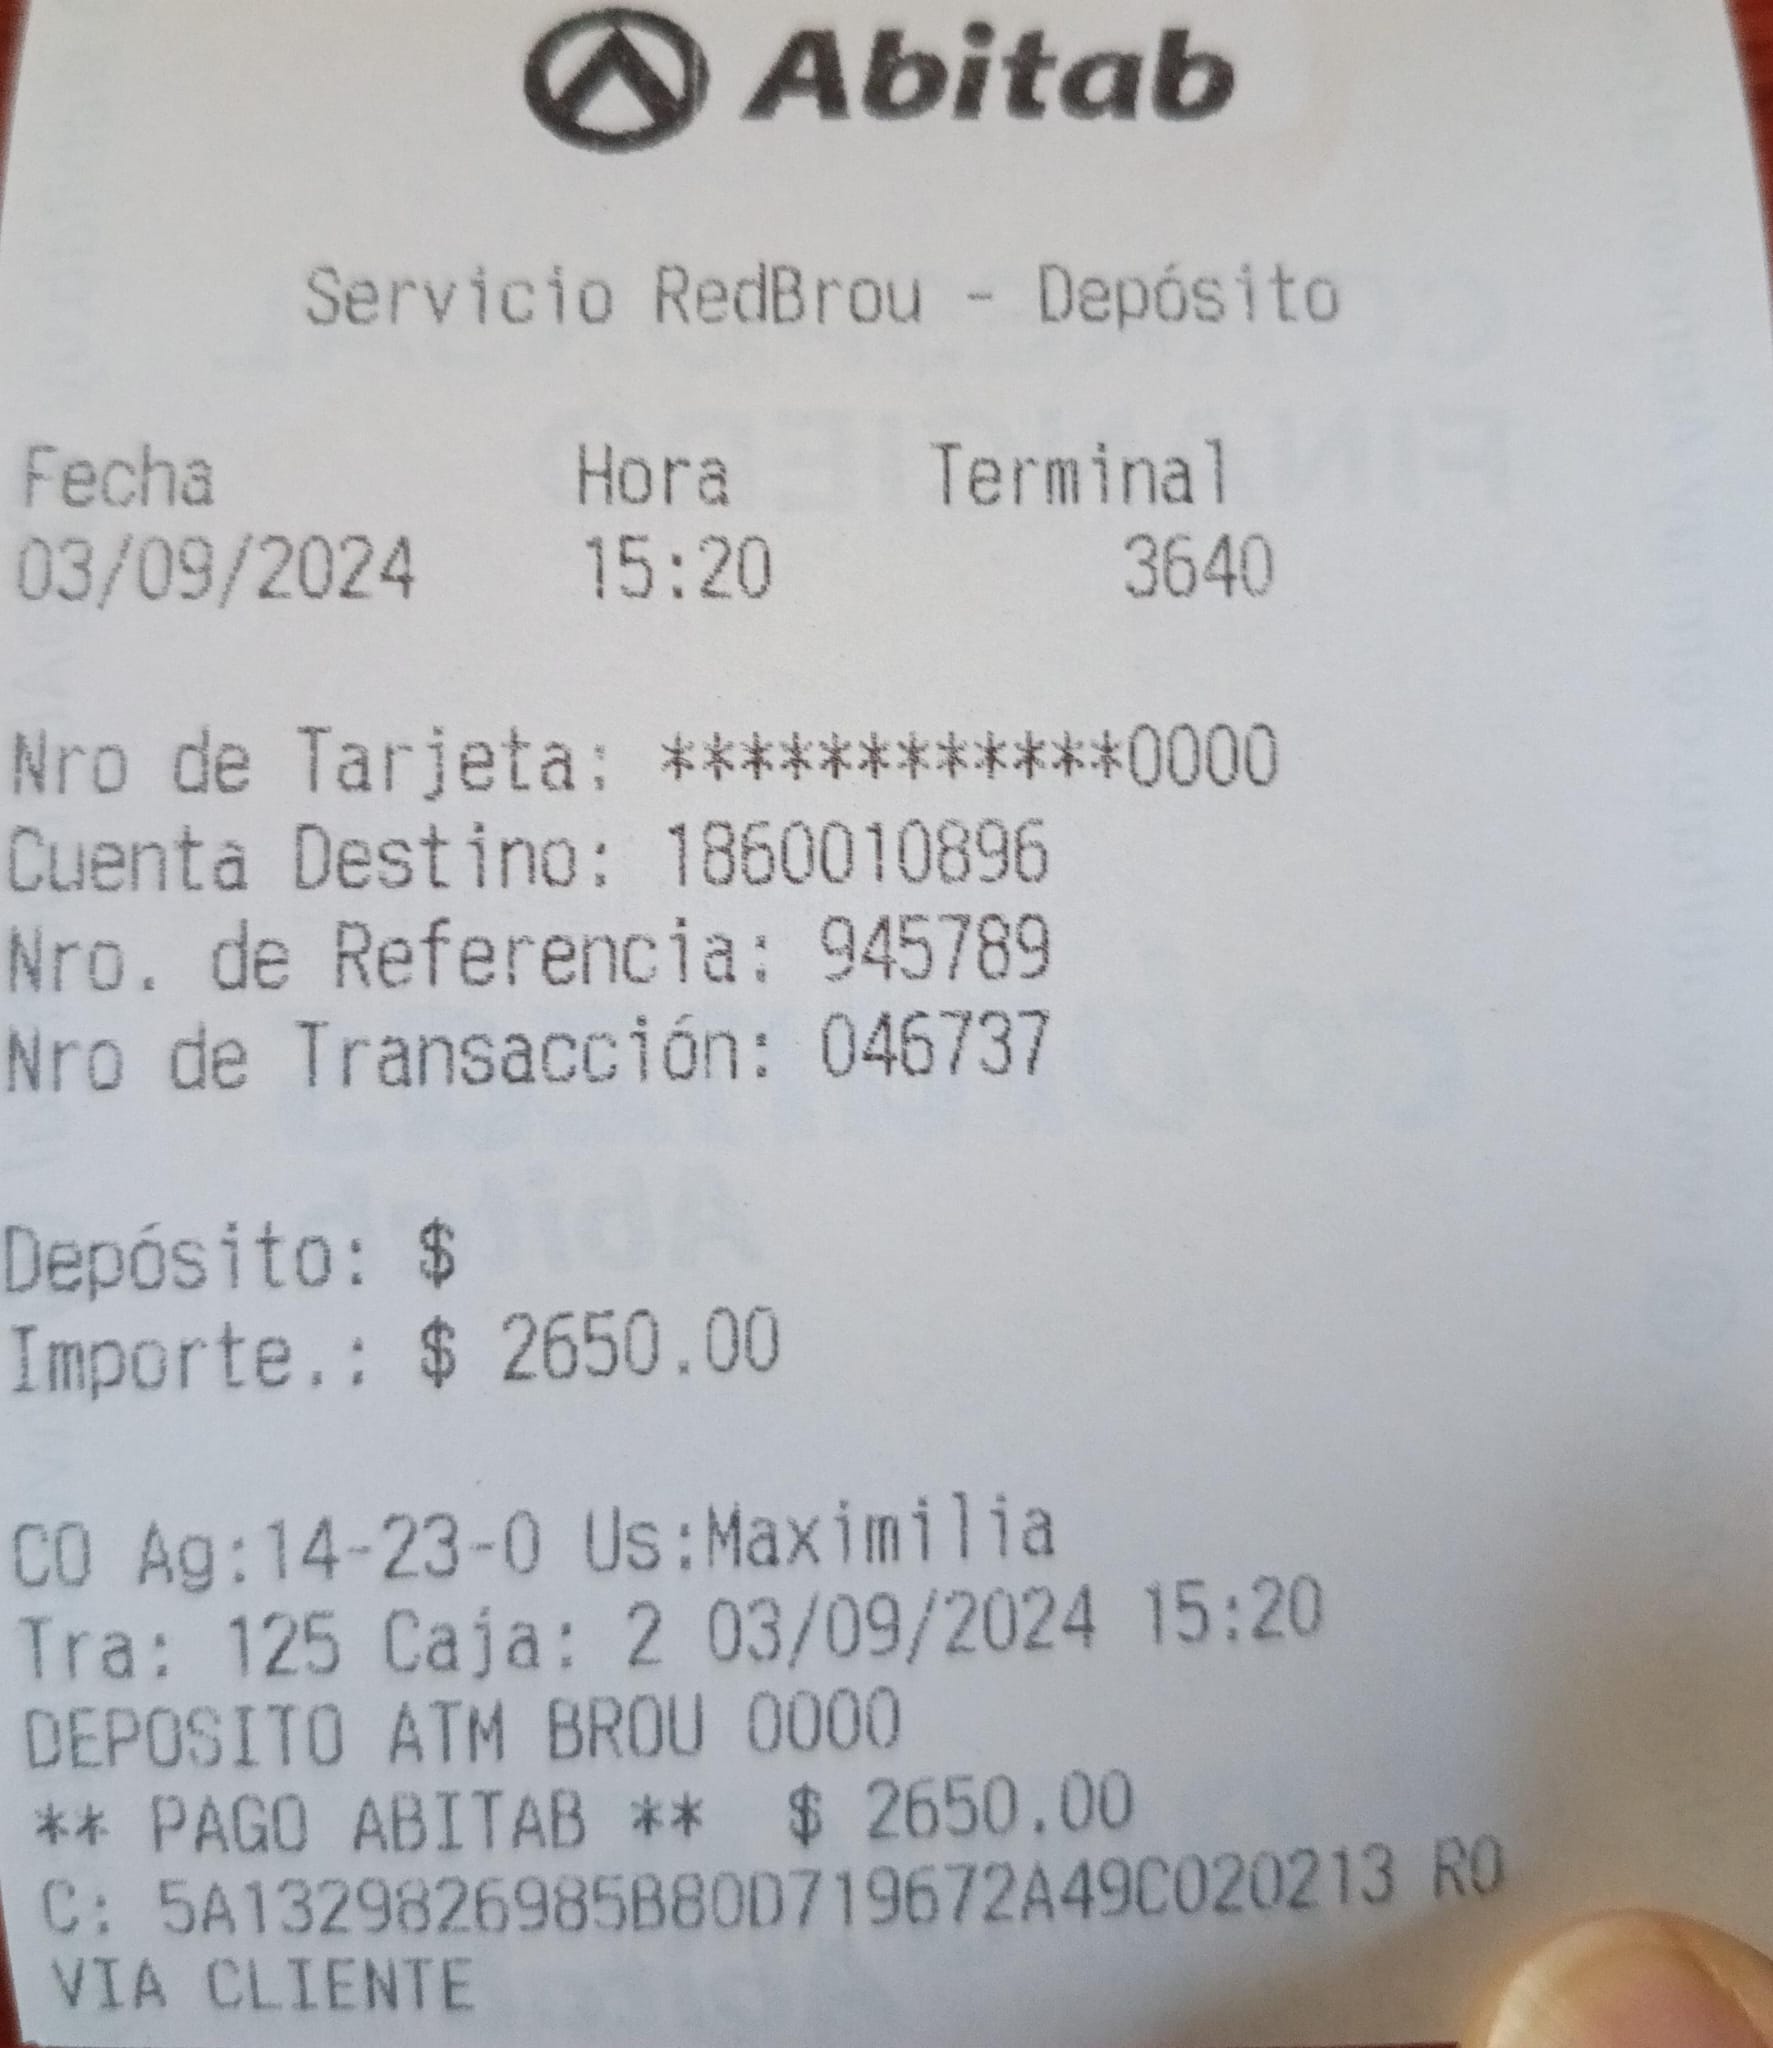 Abitab
Servicio RedBrou - Depósito
Fecha Hora Terminal
03/09/2024 15:20 3640
Nro de Tarjeta: ************0000
Cuenta Destino: 1860010896
Nro. de Referencia: 945789
Nro de Transacción: 046737
Depósito: $
Importe.: $ 2650.00
CO Ag:14-23-0 Us:Maximilia
Tra: 125 Caja: 2 03/09/2024 15:20
DEPOSITO ATM BROU 0000
** PAGO ABITAB ** $ 2650.00
C: 5A1329826985B80D719672A49C020213 RO
VIA CLIENTE